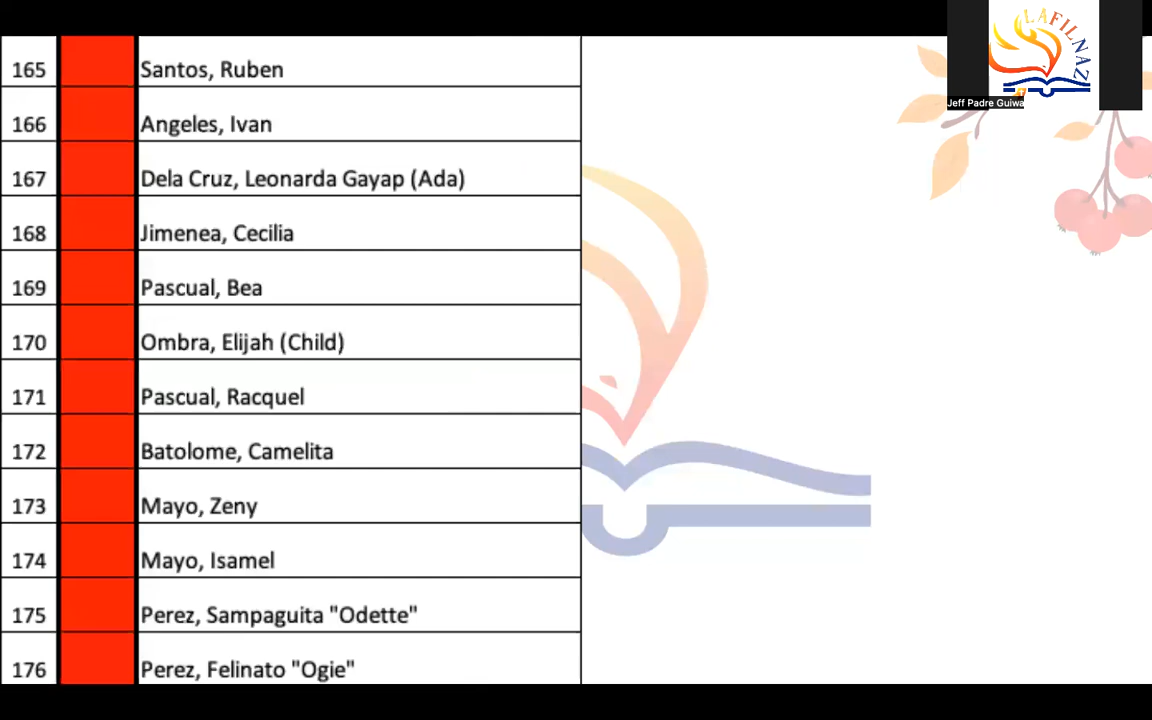 165 Santos, Ruben
166 Angeles, Ivan
167 Dela Cruz, Leonarda Gayap (Ada)
168 Jimenea, Cecilia
169 Pascual, Bea
170 Ombra, Elijah (Child)
171 Pascual, Racquel
172 Batolome, Camelita
173 Mayo, Zeny
174 Mayo, Isamel
175 Perez, Sampaguita "Odette"
176 Perez, Felinato "Ogie"
LAFILNAZ
Jeff Padre Guiwa